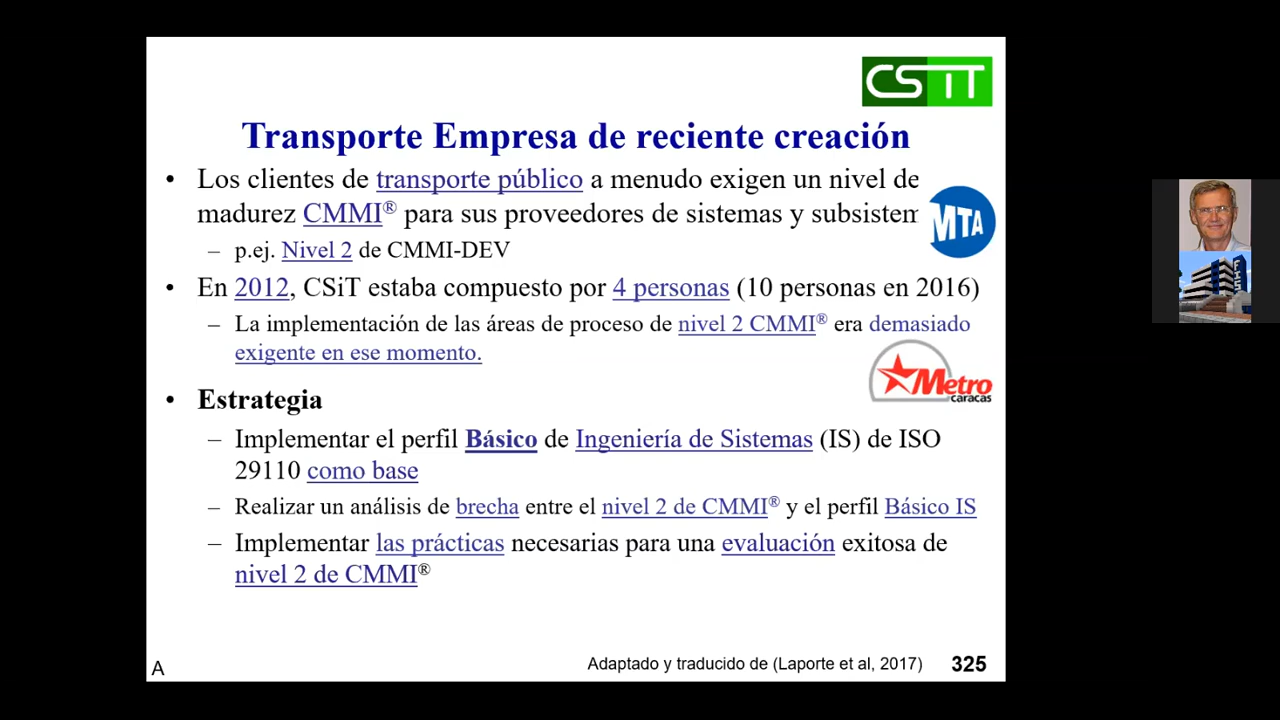 CSiT
Transporte Empresa de reciente creación
• Los clientes de transporte público a menudo exigen un nivel de
madurez CMMI® para sus proveedores de sistemas y subsistem
MTA
– p.ej. Nivel 2 de CMMI-DEV
• En 2012, CSiT estaba compuesto por 4 personas (10 personas en 2016)
– La implementación de las áreas de proceso de nivel 2 CMMI® era demasiado
exigente en ese momento.
Metro
caracas
• Estrategia
– Implementar el perfil Básico de Ingeniería de Sistemas (IS) de ISO
29110 como base
– Realizar un análisis de brecha entre el nivel 2 de CMMI® y el perfil Básico IS
– Implementar las prácticas necesarias para una evaluación exitosa de
nivel 2 de CMMI®
A
Adaptado y traducido de (Laporte et al, 2017)
325